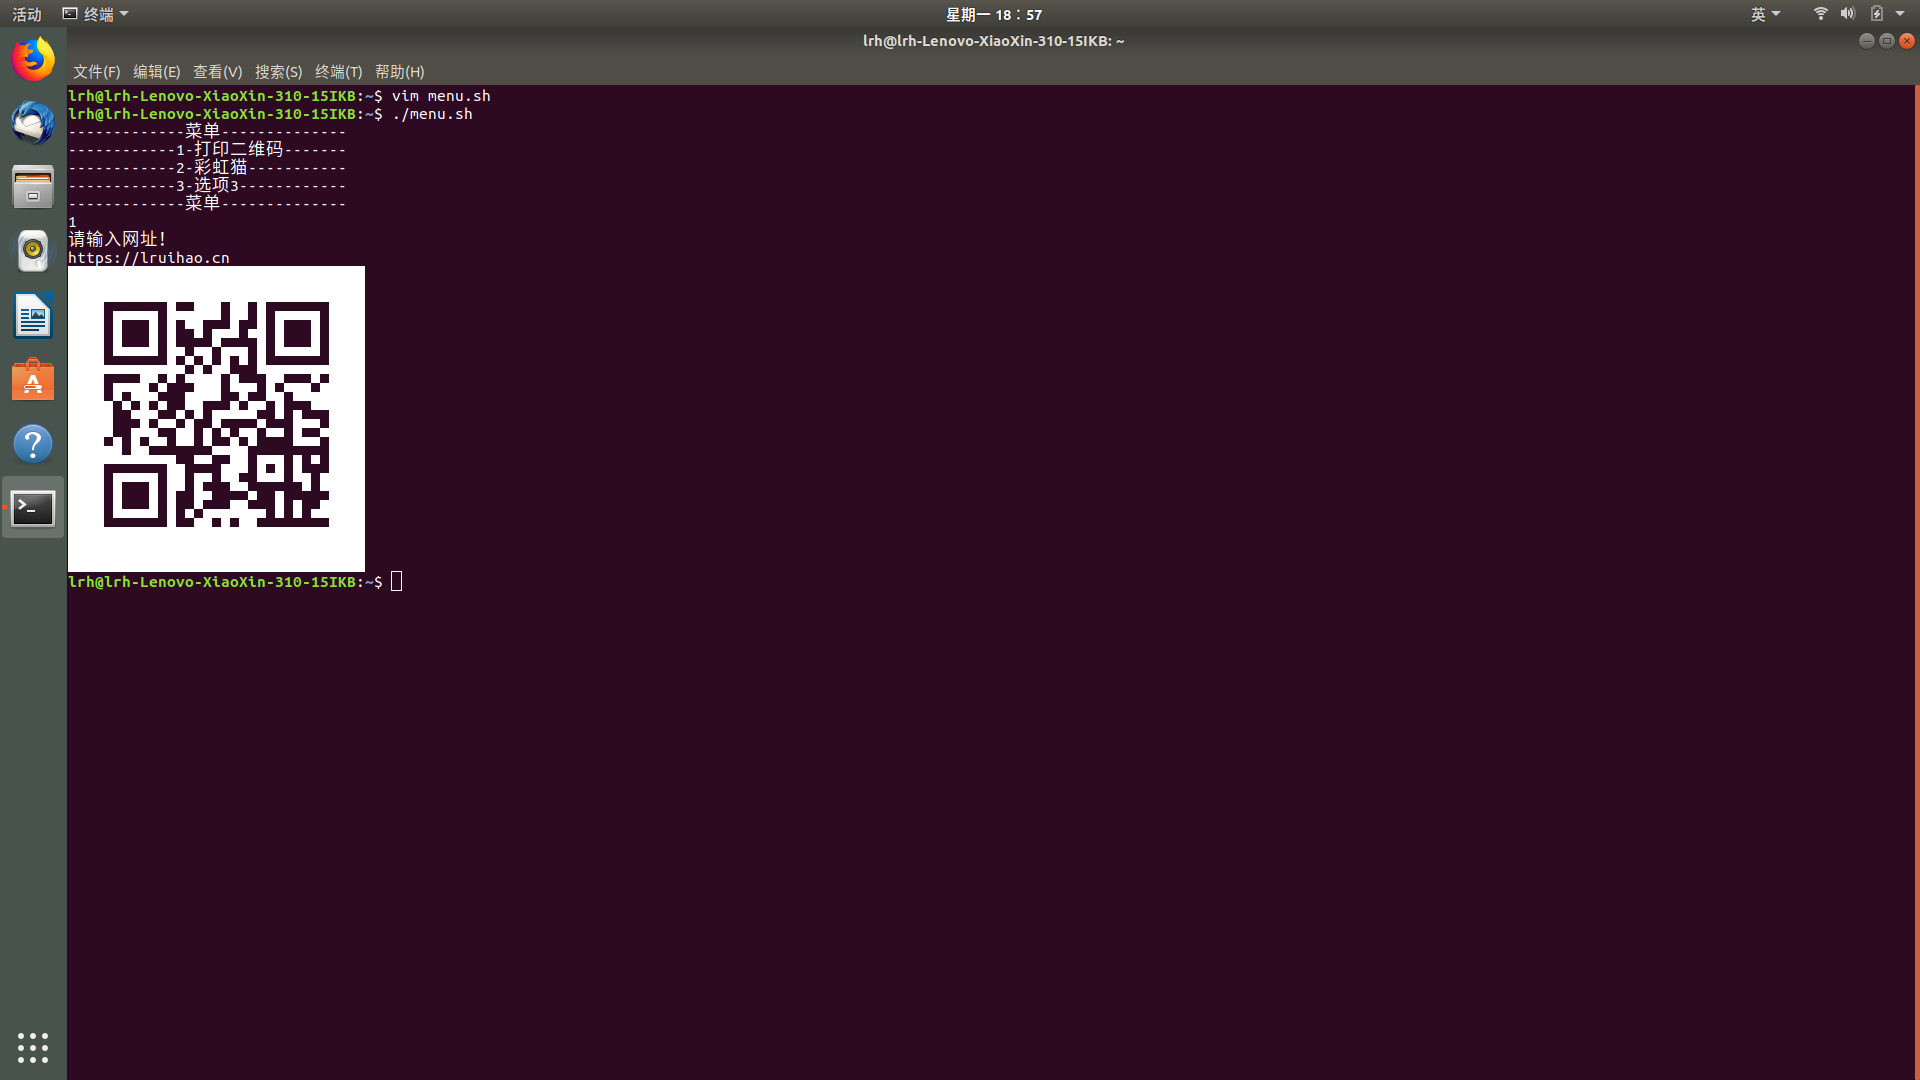 活动 终端 星期一 18：57 英
lrh@lrh-Lenovo-XiaoXin-310-15IKB: ~
文件(F) 编辑(E) 查看(V) 搜索(S) 终端(T) 帮助(H)
lrh@lrh-Lenovo-XiaoXin-310-15IKB:~$ vim menu.sh
lrh@lrh-Lenovo-XiaoXin-310-15IKB:~$ ./menu.sh
-------------菜单--------------
------------1-打印二维码-------
------------2-彩虹猫-----------
------------3-选项3------------
-------------菜单--------------
1
请输入网址！
https://lruihao.cn
lrh@lrh-Lenovo-XiaoXin-310-15IKB:~$